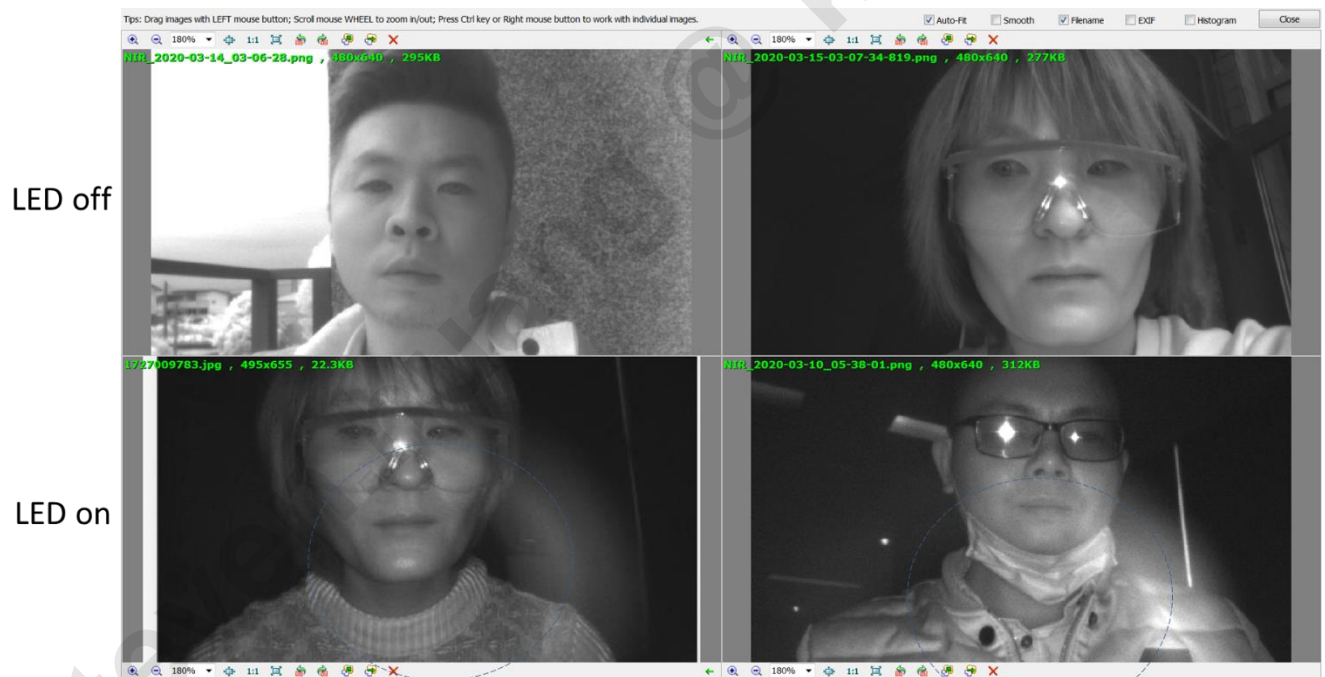 Tips: Drag images with LEFT mouse button; Scroll mouse WHEEL to zoom in/out; Press Ctrl key or Right mouse button to work with individual images.
Auto-Fit Smooth Filename EXIF Histogram Close
180% 1:1 180% 1:1
NIR_2020-03-14_03-06-28.png , 480x640 , 295KB
NIR_2020-03-15-03-07-34-819.png , 480x640 , 277KB
LED off
1727009783.jpg , 495x655 , 22.3KB
NIR_2020-03-10_05-38-01.png , 480x640 , 312KB
LED on
180% 1:1 180% 1:1